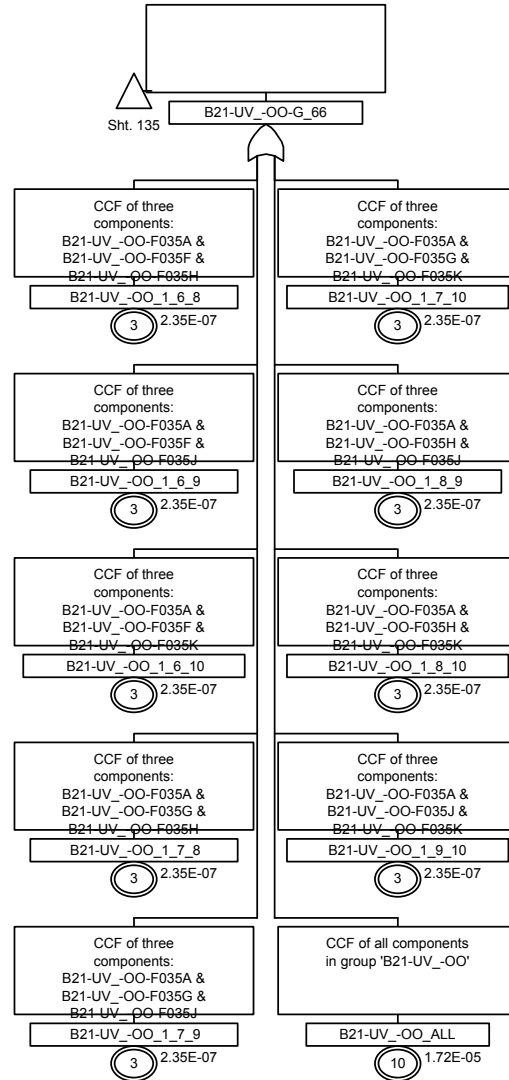 Sht. 135
B21-UV_-OO-G_66
CCF of three
components:
B21-UV_-OO-F035A &
B21-UV_-OO-F035F &
B21-UV_-OO-F035H
B21-UV_-OO_1_6_8
3
2.35E-07
CCF of three
components:
B21-UV_-OO-F035A &
B21-UV_-OO-F035G &
B21-UV_-OO-F035K
B21-UV_-OO_1_7_10
3
2.35E-07
CCF of three
components:
B21-UV_-OO-F035A &
B21-UV_-OO-F035F &
B21-UV_-OO-F035J
B21-UV_-OO_1_6_9
3
2.35E-07
CCF of three
components:
B21-UV_-OO-F035A &
B21-UV_-OO-F035H &
B21-UV_-OO-F035J
B21-UV_-OO_1_8_9
3
2.35E-07
CCF of three
components:
B21-UV_-OO-F035A &
B21-UV_-OO-F035F &
B21-UV_-OO-F035K
B21-UV_-OO_1_6_10
3
2.35E-07
CCF of three
components:
B21-UV_-OO-F035A &
B21-UV_-OO-F035H &
B21-UV_-OO-F035K
B21-UV_-OO_1_8_10
3
2.35E-07
CCF of three
components:
B21-UV_-OO-F035A &
B21-UV_-OO-F035G &
B21-UV_-OO-F035H
B21-UV_-OO_1_7_8
3
2.35E-07
CCF of three
components:
B21-UV_-OO-F035A &
B21-UV_-OO-F035J &
B21-UV_-OO-F035K
B21-UV_-OO_1_9_10
3
2.35E-07
CCF of three
components:
B21-UV_-OO-F035A &
B21-UV_-OO-F035G &
B21-UV_-OO-F035J
B21-UV_-OO_1_7_9
3
2.35E-07
CCF of all components
in group 'B21-UV_-OO'
B21-UV_-OO_ALL
10
1.72E-05